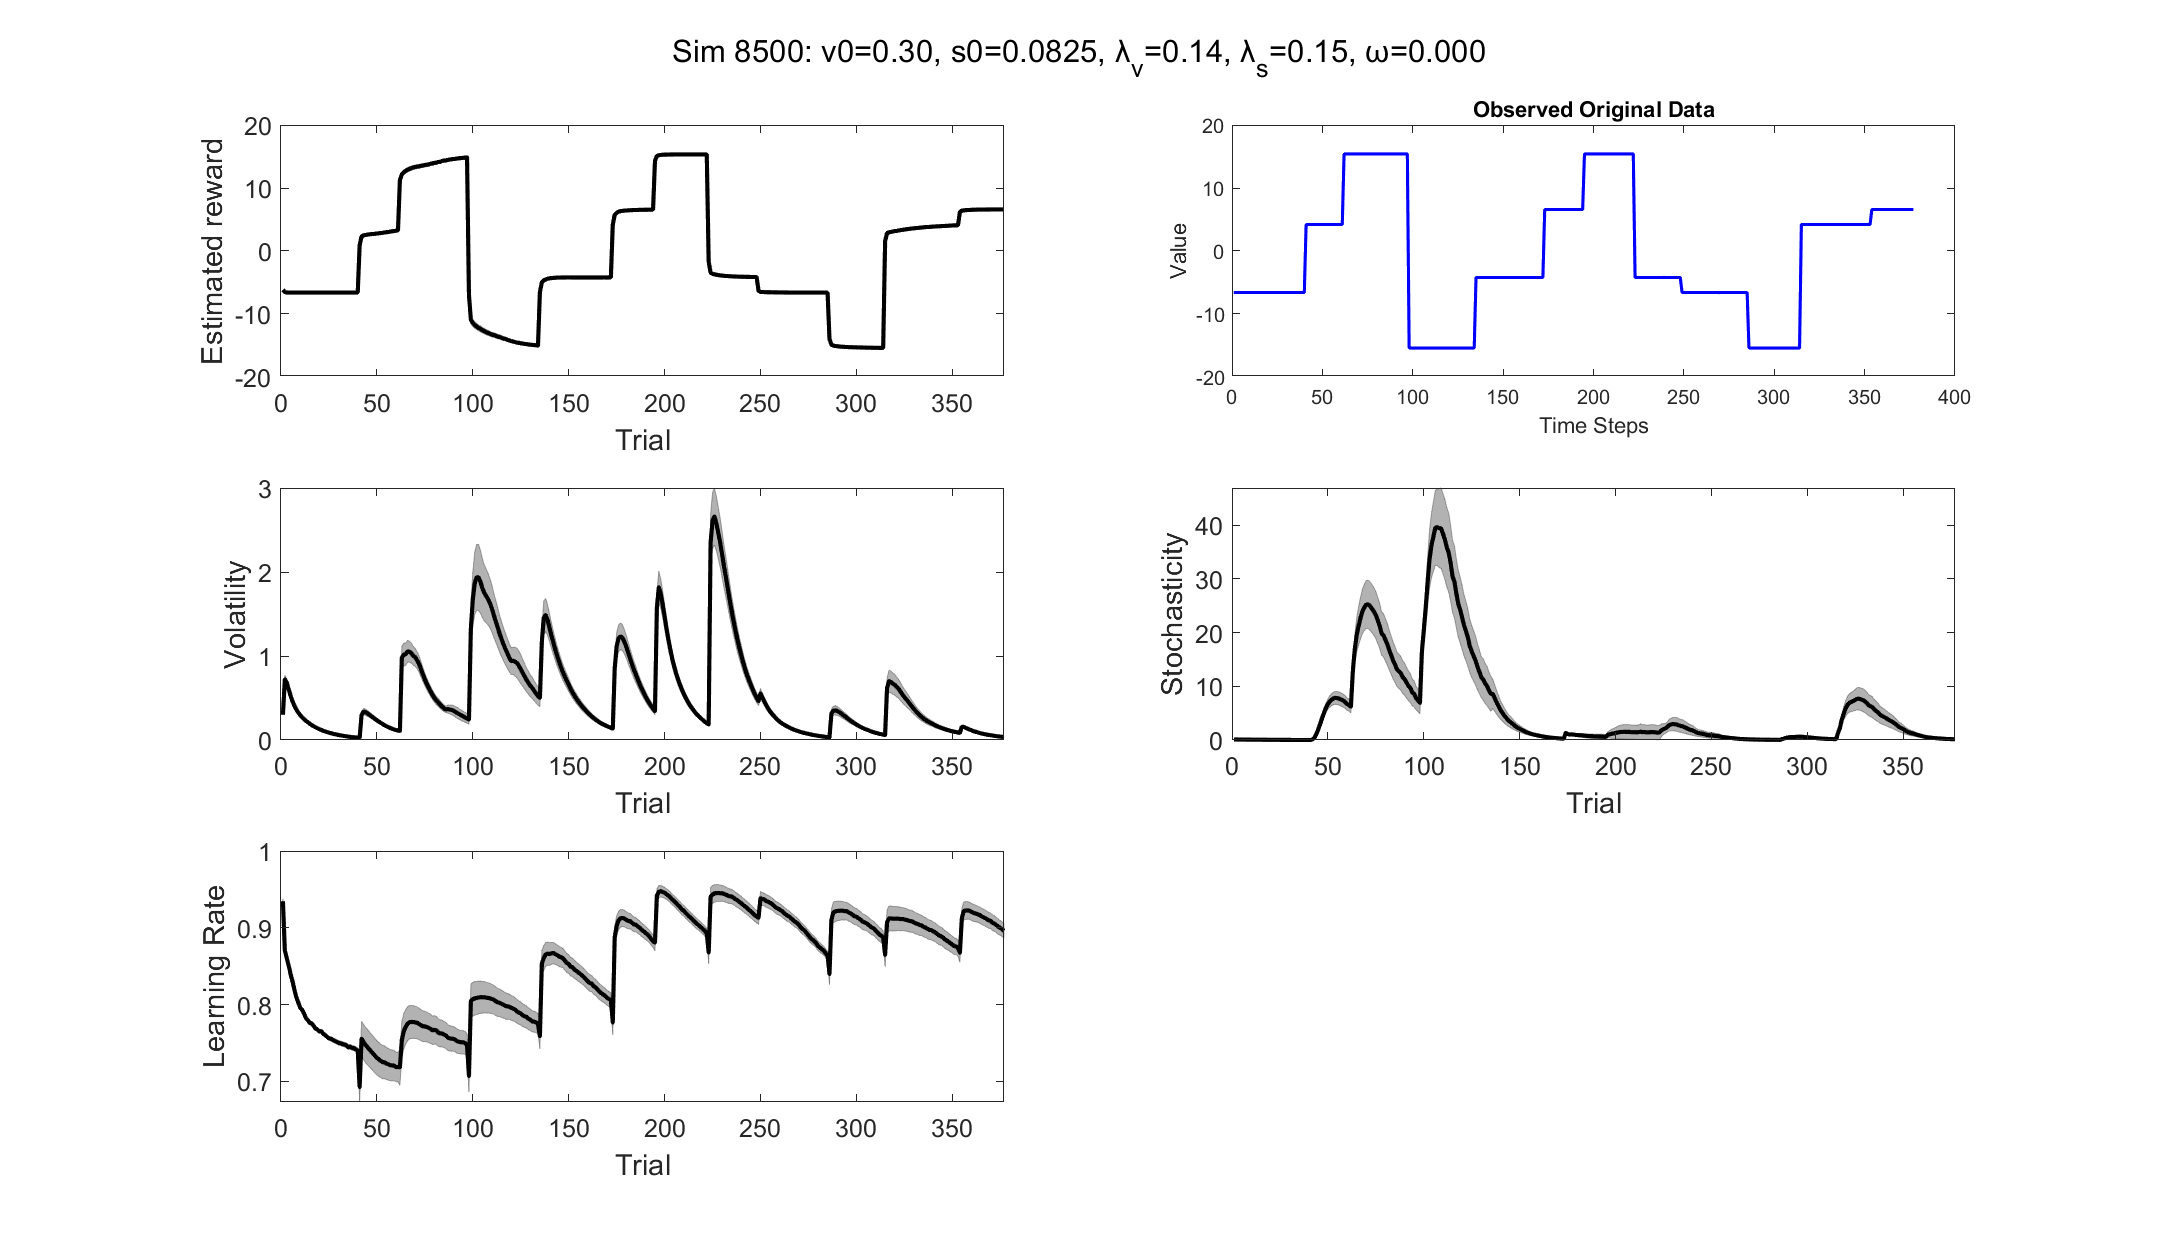 Sim 8500: v0=0.30, s0=0.0825, λ_v=0.14, λ_s=0.15, ω=0.000
Estimated reward
20
10
0
-10
-20
0 50 100 150 200 250 300 350
Trial
Observed Original Data
Value
20
10
0
-10
-20
0 50 100 150 200 250 300 350 400
Time Steps
Volatility
3
2
1
0
0 50 100 150 200 250 300 350
Trial
Stochasticity
40
30
20
10
0
0 50 100 150 200 250 300 350
Trial
Learning Rate
1
0.9
0.8
0.7
0 50 100 150 200 250 300 350
Trial